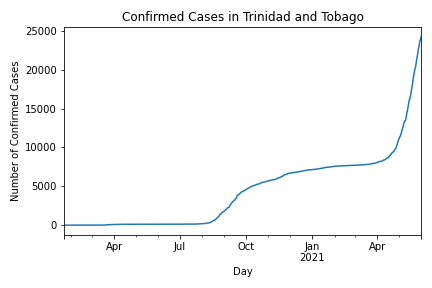 Confirmed Cases in Trinidad and Tobago
25000
20000
15000
10000
5000
0
Number of Confirmed Cases
Apr
Jul
Oct
Jan
2021
Apr
Day